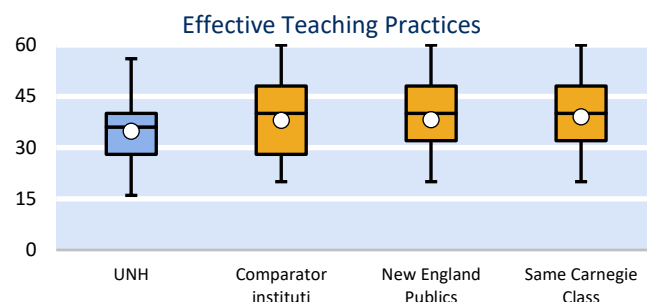 Effective Teaching Practices
60
45
30
15
0
UNH
Comparator
instituti
New England
Publics
Same Carnegie
Class